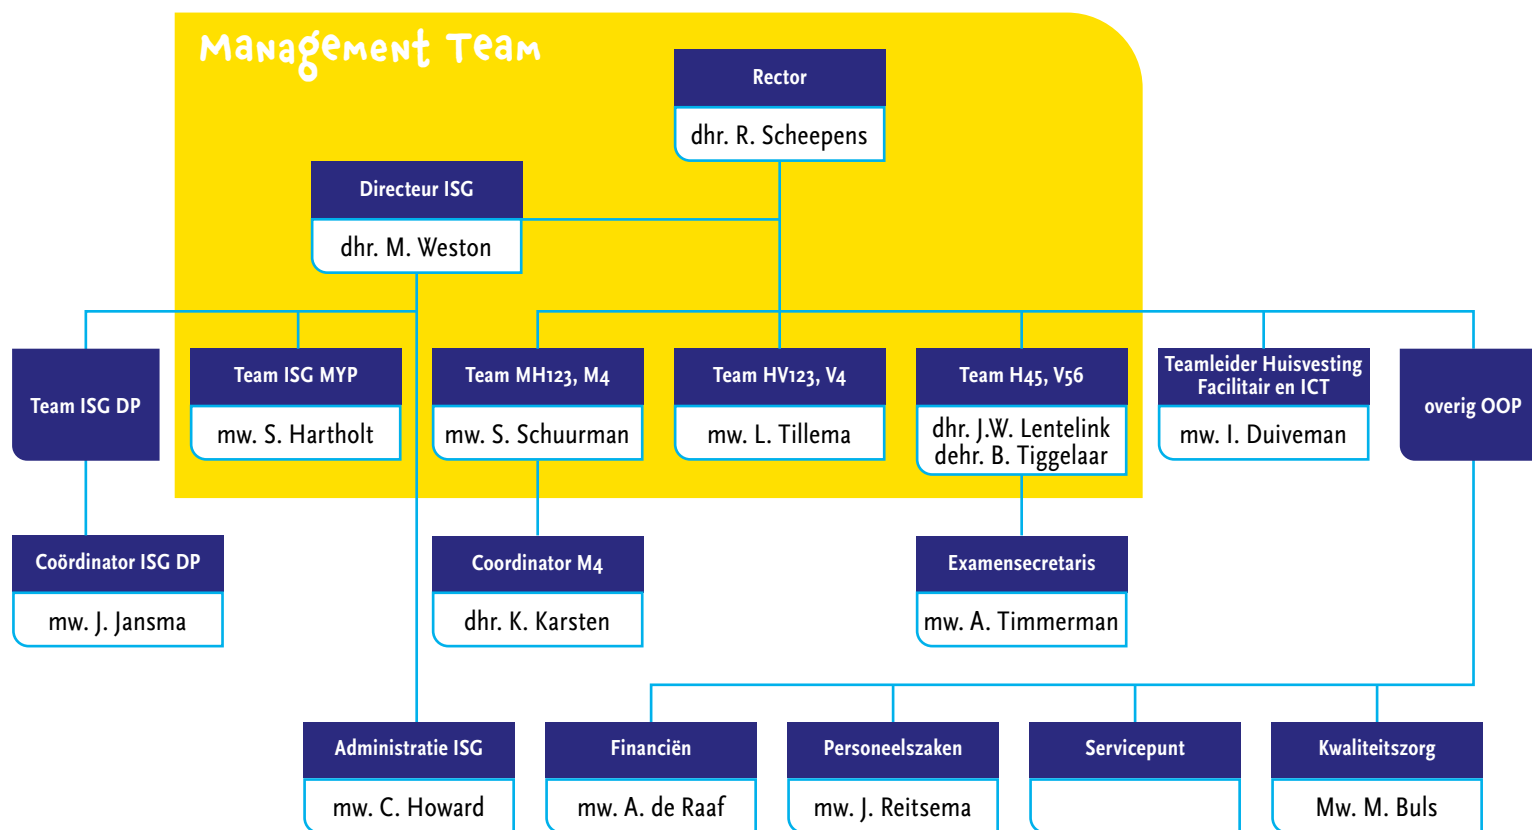 Management Team
Rector
dhr. R. Scheepens
Directeur ISG
dhr. M. Weston
Team ISG DP
Team ISG MYP
mw. S. Hartholt
Team MH123, M4
mw. S. Schuurman
Team HV123, V4
mw. L. Tillema
Team H45, V56
dhr. J.W. Lentelink
dehr. B. Tiggelaar
Teamleider Huisvesting
Facilitair en ICT
mw. I. Duiveman
overig OOP
Coördinator ISG DP
mw. J. Jansma
Coordinator M4
dhr. K. Karsten
Examensecretaris
mw. A. Timmerman
Administratie ISG
mw. C. Howard
Financiën
mw. A. de Raaf
Personeelszaken
mw. J. Reitsema
Servicepunt
Kwaliteitszorg
Mw. M. Buls